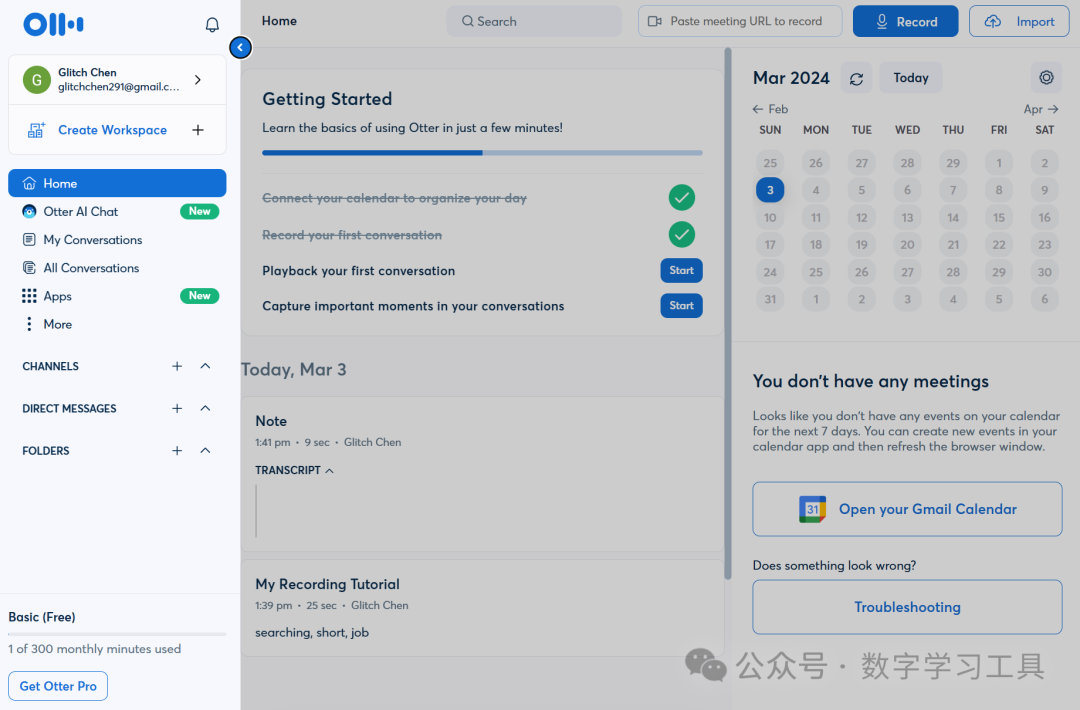 Otter
Glitch Chen
glitchchen291@gmail.c...
Create Workspace
Home
Otter AI Chat New
My Conversations
All Conversations
Apps New
More
CHANNELS
DIRECT MESSAGES
FOLDERS
Basic (Free)
1 of 300 monthly minutes used
Get Otter Pro
Home
Search
Paste meeting URL to record
Record
Import
Getting Started
Learn the basics of using Otter in just a few minutes!
Connect your calendar to organize your day
Record your first conversation
Playback your first conversation Start
Capture important moments in your conversations Start
Today, Mar 3
Note
1:41 pm • 9 sec • Glitch Chen
TRANSCRIPT
My Recording Tutorial
1:39 pm • 25 sec • Glitch Chen
searching, short, job
Mar 2024 Today
← Feb Apr →
SUN MON TUE WED THU FRI SAT
25 26 27 28 29 1 2
3 4 5 6 7 8 9
10 11 12 13 14 15 16
17 18 19 20 21 22 23
24 25 26 27 28 29 30
31 1 2 3 4 5 6
You don't have any meetings
Looks like you don't have any events on your calendar
for the next 7 days. You can create new events in your
calendar app and then refresh the browser window.
31 Open your Gmail Calendar
Does something look wrong?
Troubleshooting
公众号 · 数字学习工具